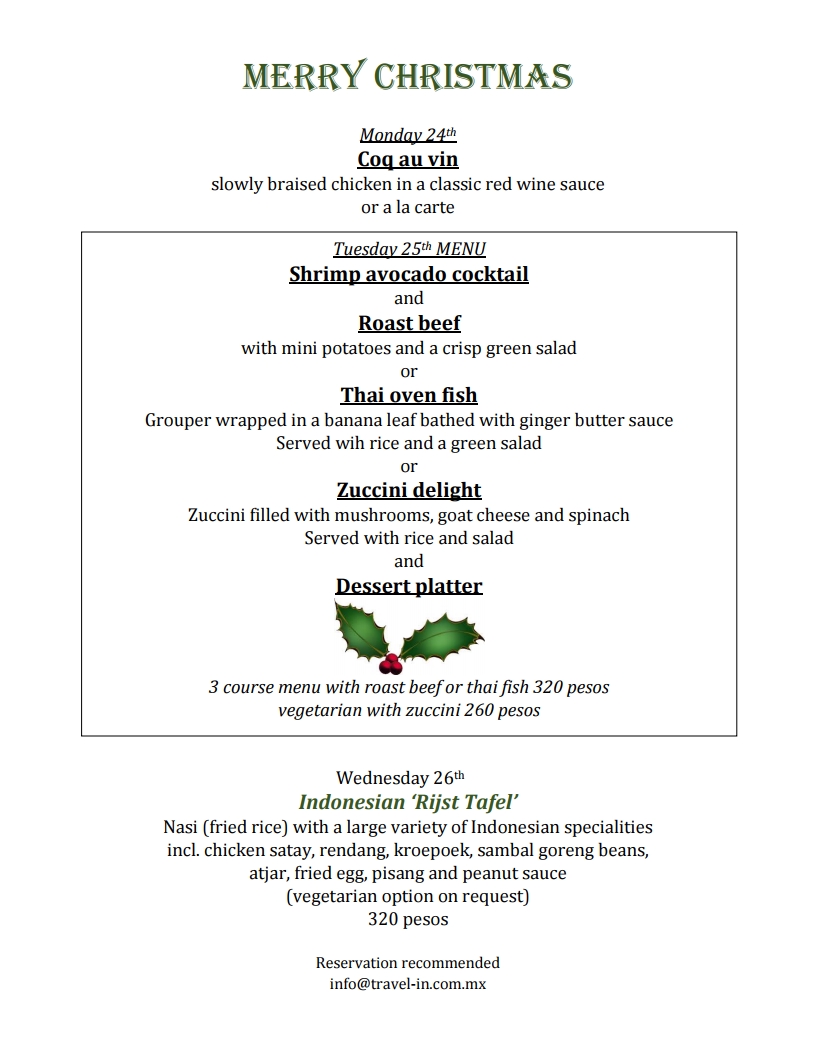 MERRY CHRISTMAS
Monday 24th
Coq au vin
slowly braised chicken in a classic red wine sauce
or a la carte
Tuesday 25th MENU
Shrimp avocado cocktail
and
Roast beef
with mini potatoes and a crisp green salad
or
Thai oven fish
Grouper wrapped in a banana leaf bathed with ginger butter sauce
Served wih rice and a green salad
or
Zuccini delight
Zuccini filled with mushrooms, goat cheese and spinach
Served with rice and salad
and
Dessert platter
3 course menu with roast beef or thai fish 320 pesos
vegetarian with zuccini 260 pesos
Wednesday 26th
Indonesian ‘Rijst Tafel’
Nasi (fried rice) with a large variety of Indonesian specialities
incl. chicken satay, rendang, kroepoek, sambal goreng beans,
atjar, fried egg, pisang and peanut sauce
(vegetarian option on request)
320 pesos
Reservation recommended
info@travel-in.com.mx